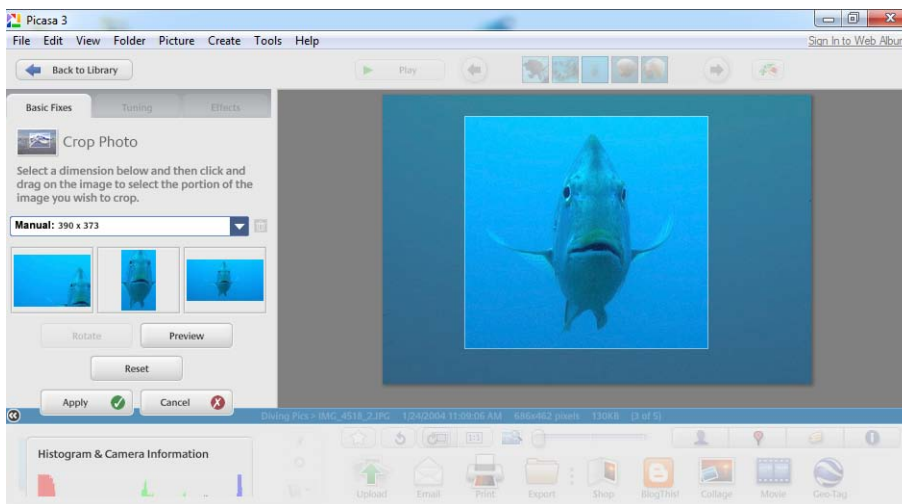 Picasa 3
File Edit View Folder Picture Create Tools Help
Sign In to Web Albu
Back to Library
Play
Basic Fixes Tuning Effects
Crop Photo
Select a dimension below and then click and
drag on the image to select the portion of the
image you wish to crop.
Manual: 390 x 373
Rotate Preview
Reset
Apply Cancel
Diving Pics > IMG_4518_2.JPG 1/24/2004 11:09:06 AM 686x462 pixels 130KB (3 of 5)
1:1
Histogram & Camera Information
Upload Email Print Export Shop BlogThis! Collage Movie Geo-Tag